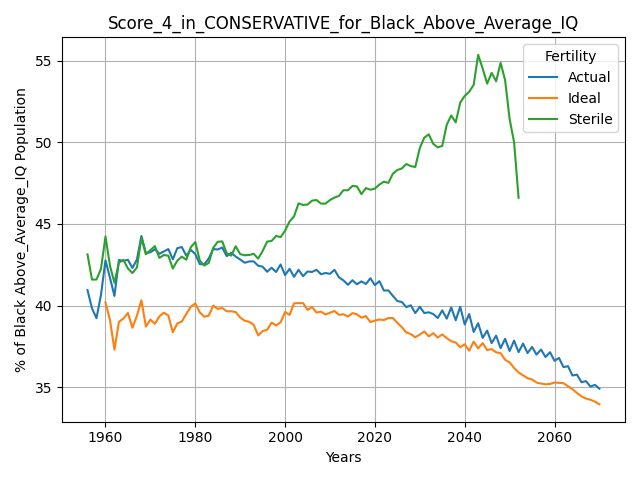 Score_4_in_CONSERVATIVE_for_Black_Above_Average_IQ
% of Black Above_Average_IQ Population
55
50
45
40
35
Fertility
Actual
Ideal
Sterile
1960
1980
2000
2020
2040
2060
Years